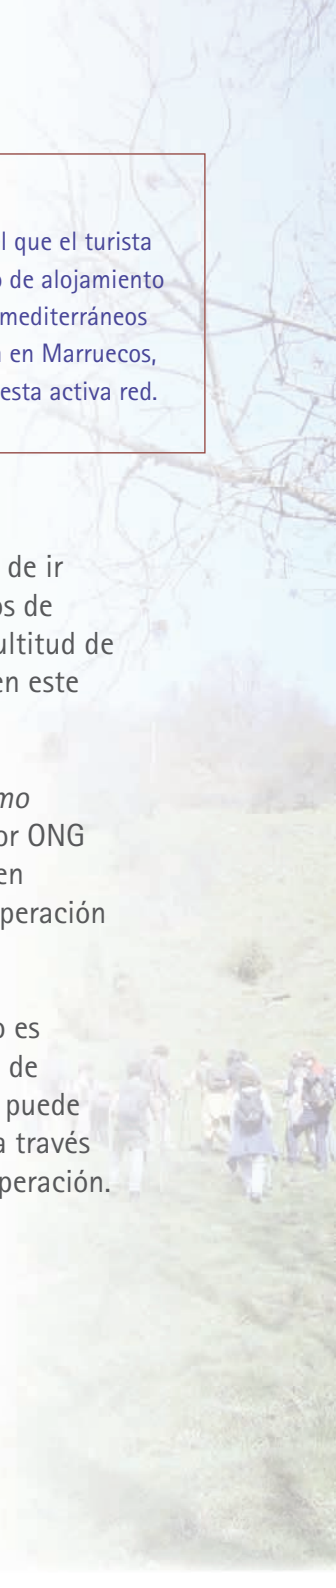 l que el turista
o de alojamiento
mediterráneos
en Marruecos,
esta activa red.
de ir
os de
ultitud de
en este
mo
or ONG
en
peración
o es
de
puede
a través
peración.